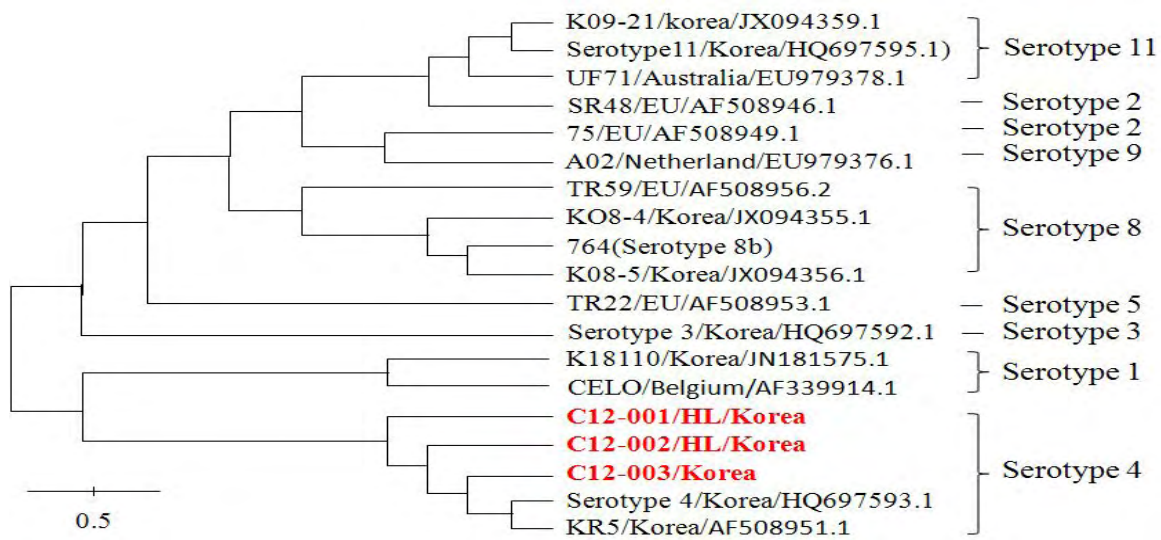 K09-21/korea/JX094359.1
Serotype11/Korea/HQ697595.1)
UF71/Australia/EU979378.1
Serotype 11
SR48/EU/AF508946.1
Serotype 2
75/EU/AF508949.1
Serotype 2
A02/Netherland/EU979376.1
Serotype 9
TR59/EU/AF508956.2
KO8-4/Korea/JX094355.1
764(Serotype 8b)
K08-5/Korea/JX094356.1
Serotype 8
TR22/EU/AF508953.1
Serotype 5
Serotype 3/Korea/HQ697592.1
Serotype 3
K18110/Korea/JN181575.1
CELO/Belgium/AF339914.1
Serotype 1
C12-001/HL/Korea
C12-002/HL/Korea
C12-003/Korea
Serotype 4/Korea/HQ697593.1
KR5/Korea/AF508951.1
Serotype 4
0.5